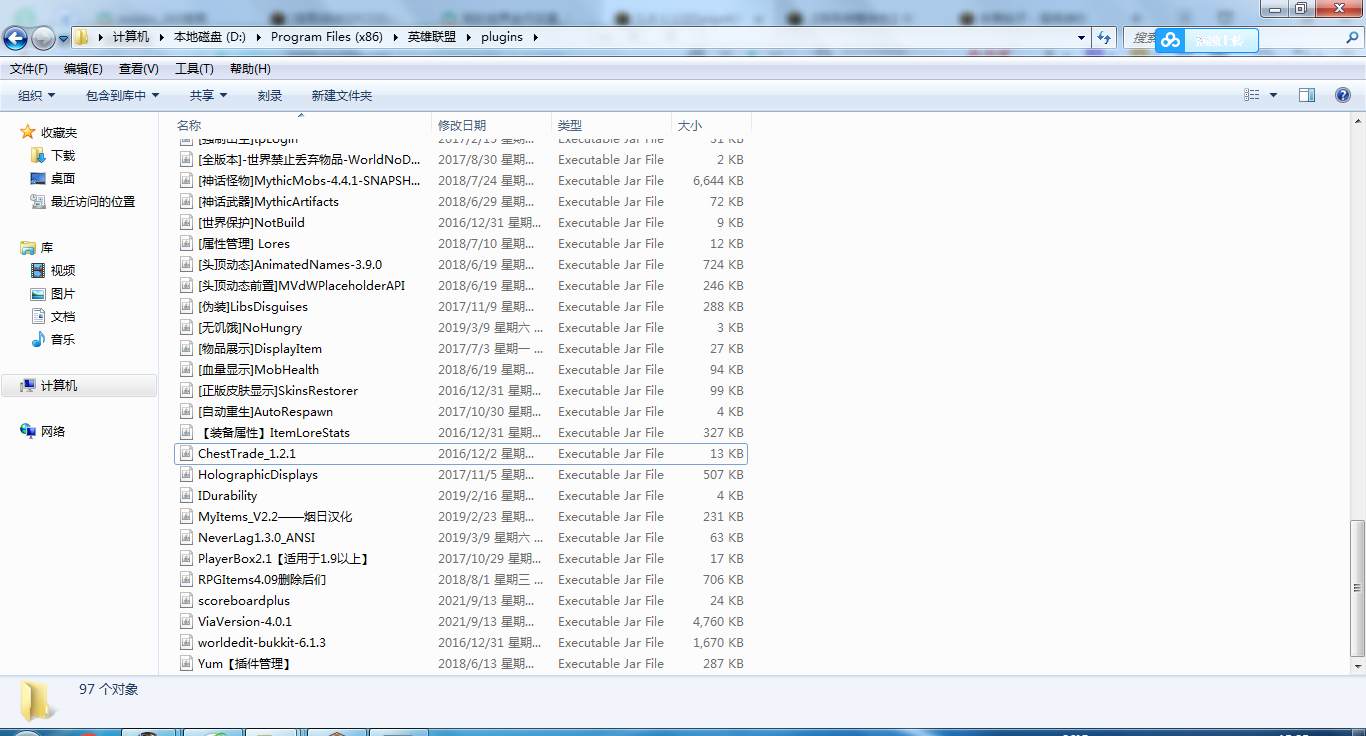 计算机 本地磁盘 (D:) Program Files (x86) 英雄联盟 plugins 搜索
文件(F) 编辑(E) 查看(V) 工具(T) 帮助(H)
组织 包含到库中 共享 刻录 新建文件夹
收藏夹
下载
桌面
最近访问的位置
库
视频
图片
文档
音乐
计算机
网络
名称 修改日期 类型 大小
[强制出生]tpLogin 2017/2/15 星期... Executable Jar File 31 KB
[全版本]-世界禁止丢弃物品-WorldNoD... 2017/8/30 星期... Executable Jar File 2 KB
[神话怪物]MythicMobs-4.4.1-SNAPSH... 2018/7/24 星期... Executable Jar File 6,644 KB
[神话武器]MythicArtifacts 2018/6/29 星期... Executable Jar File 72 KB
[世界保护]NotBuild 2016/12/31 星期... Executable Jar File 9 KB
[属性管理] Lores 2018/7/10 星期... Executable Jar File 12 KB
[头顶动态]AnimatedNames-3.9.0 2018/6/19 星期... Executable Jar File 724 KB
[头顶动态前置]MVdWPlaceholderAPI 2018/6/19 星期... Executable Jar File 246 KB
[伪装]LibsDisguises 2017/11/9 星期... Executable Jar File 288 KB
[无饥饿]NoHungry 2019/3/9 星期六 ... Executable Jar File 3 KB
[物品展示]DisplayItem 2017/7/3 星期一 ... Executable Jar File 27 KB
[血量显示]MobHealth 2018/6/19 星期... Executable Jar File 94 KB
[正版皮肤显示]SkinsRestorer 2016/12/31 星期... Executable Jar File 99 KB
[自动重生]AutoRespawn 2017/10/30 星期... Executable Jar File 4 KB
【装备属性】ItemLoreStats 2016/12/31 星期... Executable Jar File 327 KB
ChestTrade_1.2.1 2016/12/2 星期... Executable Jar File 13 KB
HolographicDisplays 2017/11/5 星期... Executable Jar File 507 KB
IDurability 2019/2/16 星期... Executable Jar File 4 KB
MyItems_V2.2——烟日汉化 2019/2/23 星期... Executable Jar File 231 KB
NeverLag1.3.0_ANSI 2019/3/9 星期六 ... Executable Jar File 63 KB
PlayerBox2.1【适用于1.9以上】 2017/10/29 星期... Executable Jar File 17 KB
RPGItems4.09删除后们 2018/8/1 星期三 ... Executable Jar File 706 KB
scoreboardplus 2021/9/13 星期... Executable Jar File 24 KB
ViaVersion-4.0.1 2021/9/13 星期... Executable Jar File 4,760 KB
worldedit-bukkit-6.1.3 2016/12/31 星期... Executable Jar File 1,670 KB
Yum【插件管理】 2018/6/13 星期... Executable Jar File 287 KB
97 个对象